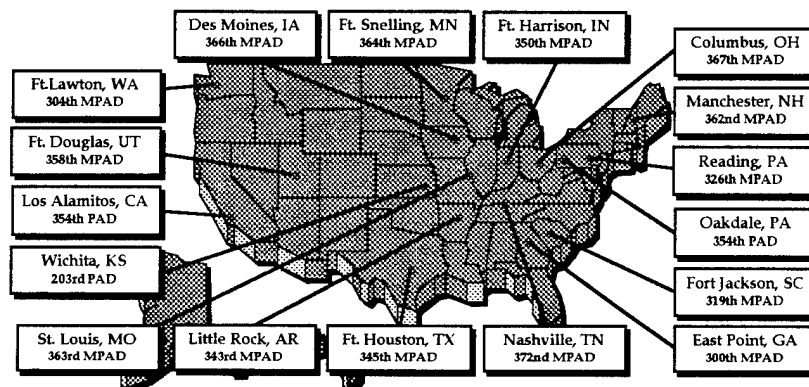 Des Moines, IA
366th MPAD
Ft. Snelling, MN
364th MPAD
Ft. Harrison, IN
350th MPAD
Columbus, OH
367th MPAD
Ft.Lawton, WA
304th MPAD
Manchester, NH
362nd MPAD
Ft. Douglas, UT
358th MPAD
Reading, PA
326th MPAD
Los Alamitos, CA
354th PAD
Oakdale, PA
354th PAD
Wichita, KS
203rd PAD
Fort Jackson, SC
319th MPAD
St. Louis, MO
363rd MPAD
Little Rock, AR
343rd MPAD
Ft. Houston, TX
345th MPAD
Nashville, TN
372nd MPAD
East Point, GA
300th MPAD